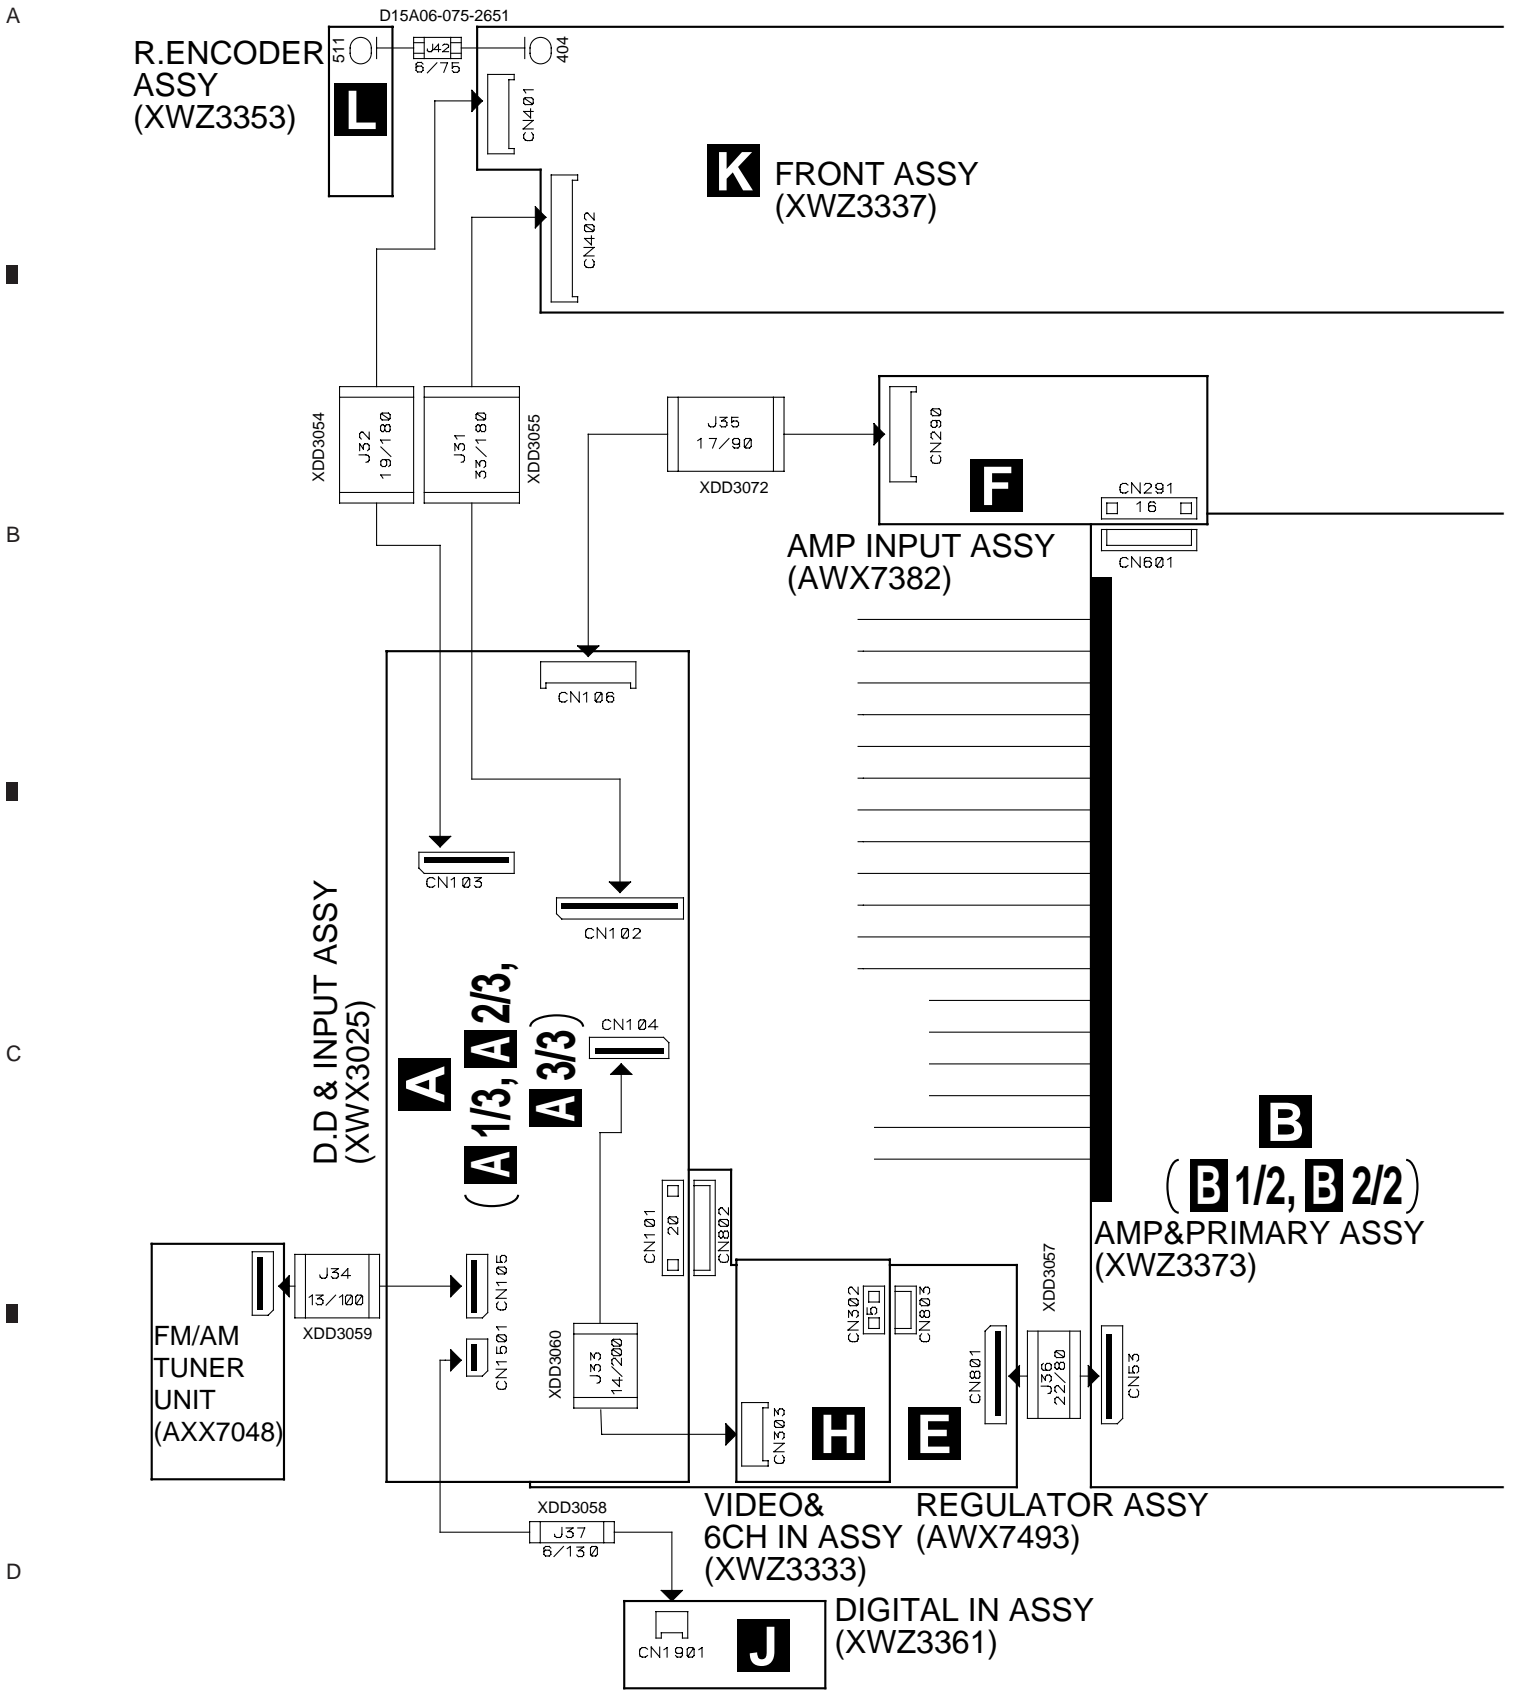 A
D15A06-075-2651
R.ENCODER
ASSY
(XWZ3353)
511
J42
6/75
404
L
CN401
K
FRONT ASSY
(XWZ3337)
CN402
XDD3054
J32
19/180
J31
33/180
XDD3055
J35
17/90
XDD3072
CN290
F
CN291
16
CN601
B
AMP INPUT ASSY
(AWX7382)
CN106
CN103
CN102
D.D & INPUT ASSY
(XWX3025)
A
(A 1/3, A 2/3,
A 3/3)
CN104
C
B
(B 1/2, B 2/2)
AMP&PRIMARY ASSY
(XWZ3373)
CN101
20
CN802
J34
13/100
XDD3059
CN105
CN1501
FM/AM
TUNER
UNIT
(AXX7048)
XDD3060
J33
14/200
CN302
5
CN803
CN303
H
E
CN801
XDD3057
J36
22/80
CN53
XDD3058
J37
6/130
VIDEO&
6CH IN ASSY
(XWZ3333)
REGULATOR ASSY
(AWX7493)
D
CN1901
J
DIGITAL IN ASSY
(XWZ3361)